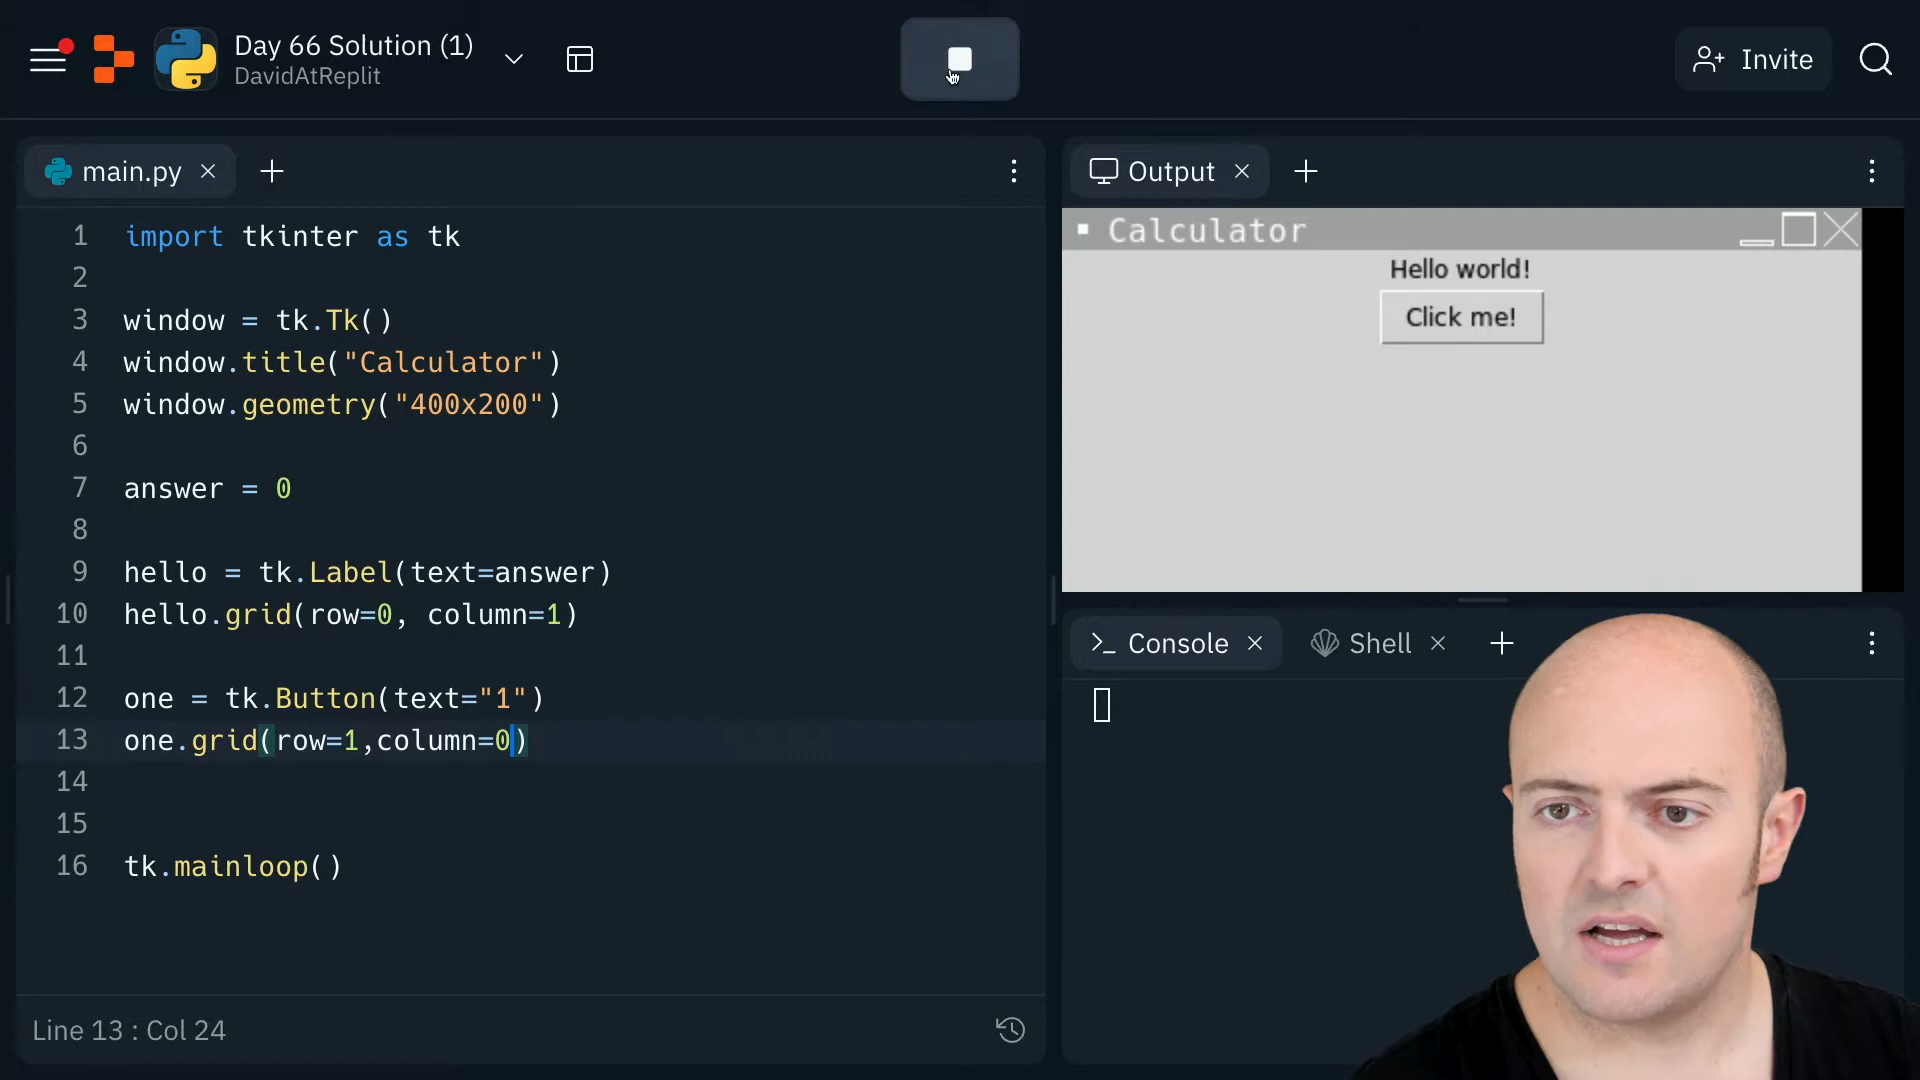 Day 66 Solution (1)
DavidAtReplit
Invite
main.py
1 import tkinter as tk
2
3 window = tk.Tk()
4 window.title("Calculator")
5 window.geometry("400x200")
6
7 answer = 0
8
9 hello = tk.Label(text=answer)
10 hello.grid(row=0, column=1)
11
12 one = tk.Button(text="1")
13 one.grid(row=1,column=0)
14
15
16 tk.mainloop()
Line 13 : Col 24
Output
Calculator
Hello world!
Click me!
Console
Shell